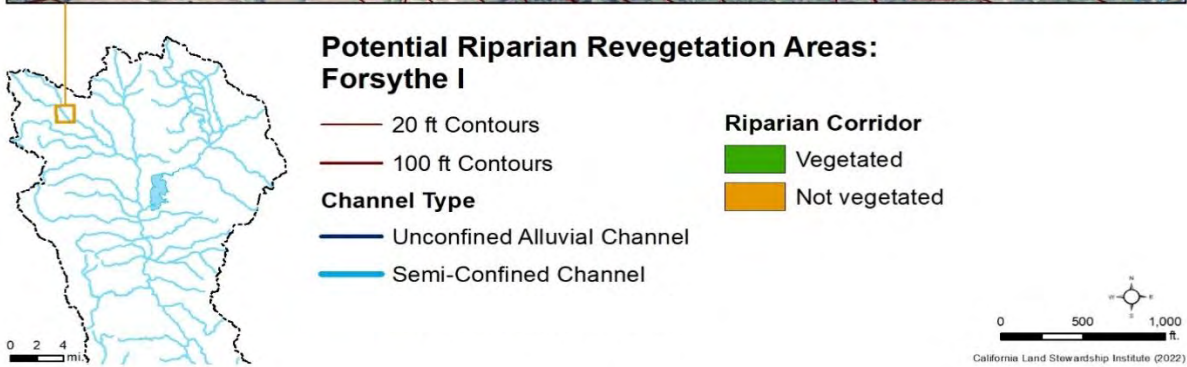 Potential Riparian Revegetation Areas:
Forsythe I
20 ft Contours
100 ft Contours
Channel Type
Unconfined Alluvial Channel
Semi-Confined Channel
Riparian Corridor
Vegetated
Not vegetated
0 2 4
mi.
N
W E
S
0 500 1,000
ft.
California Land Stewardship Institute (2022)